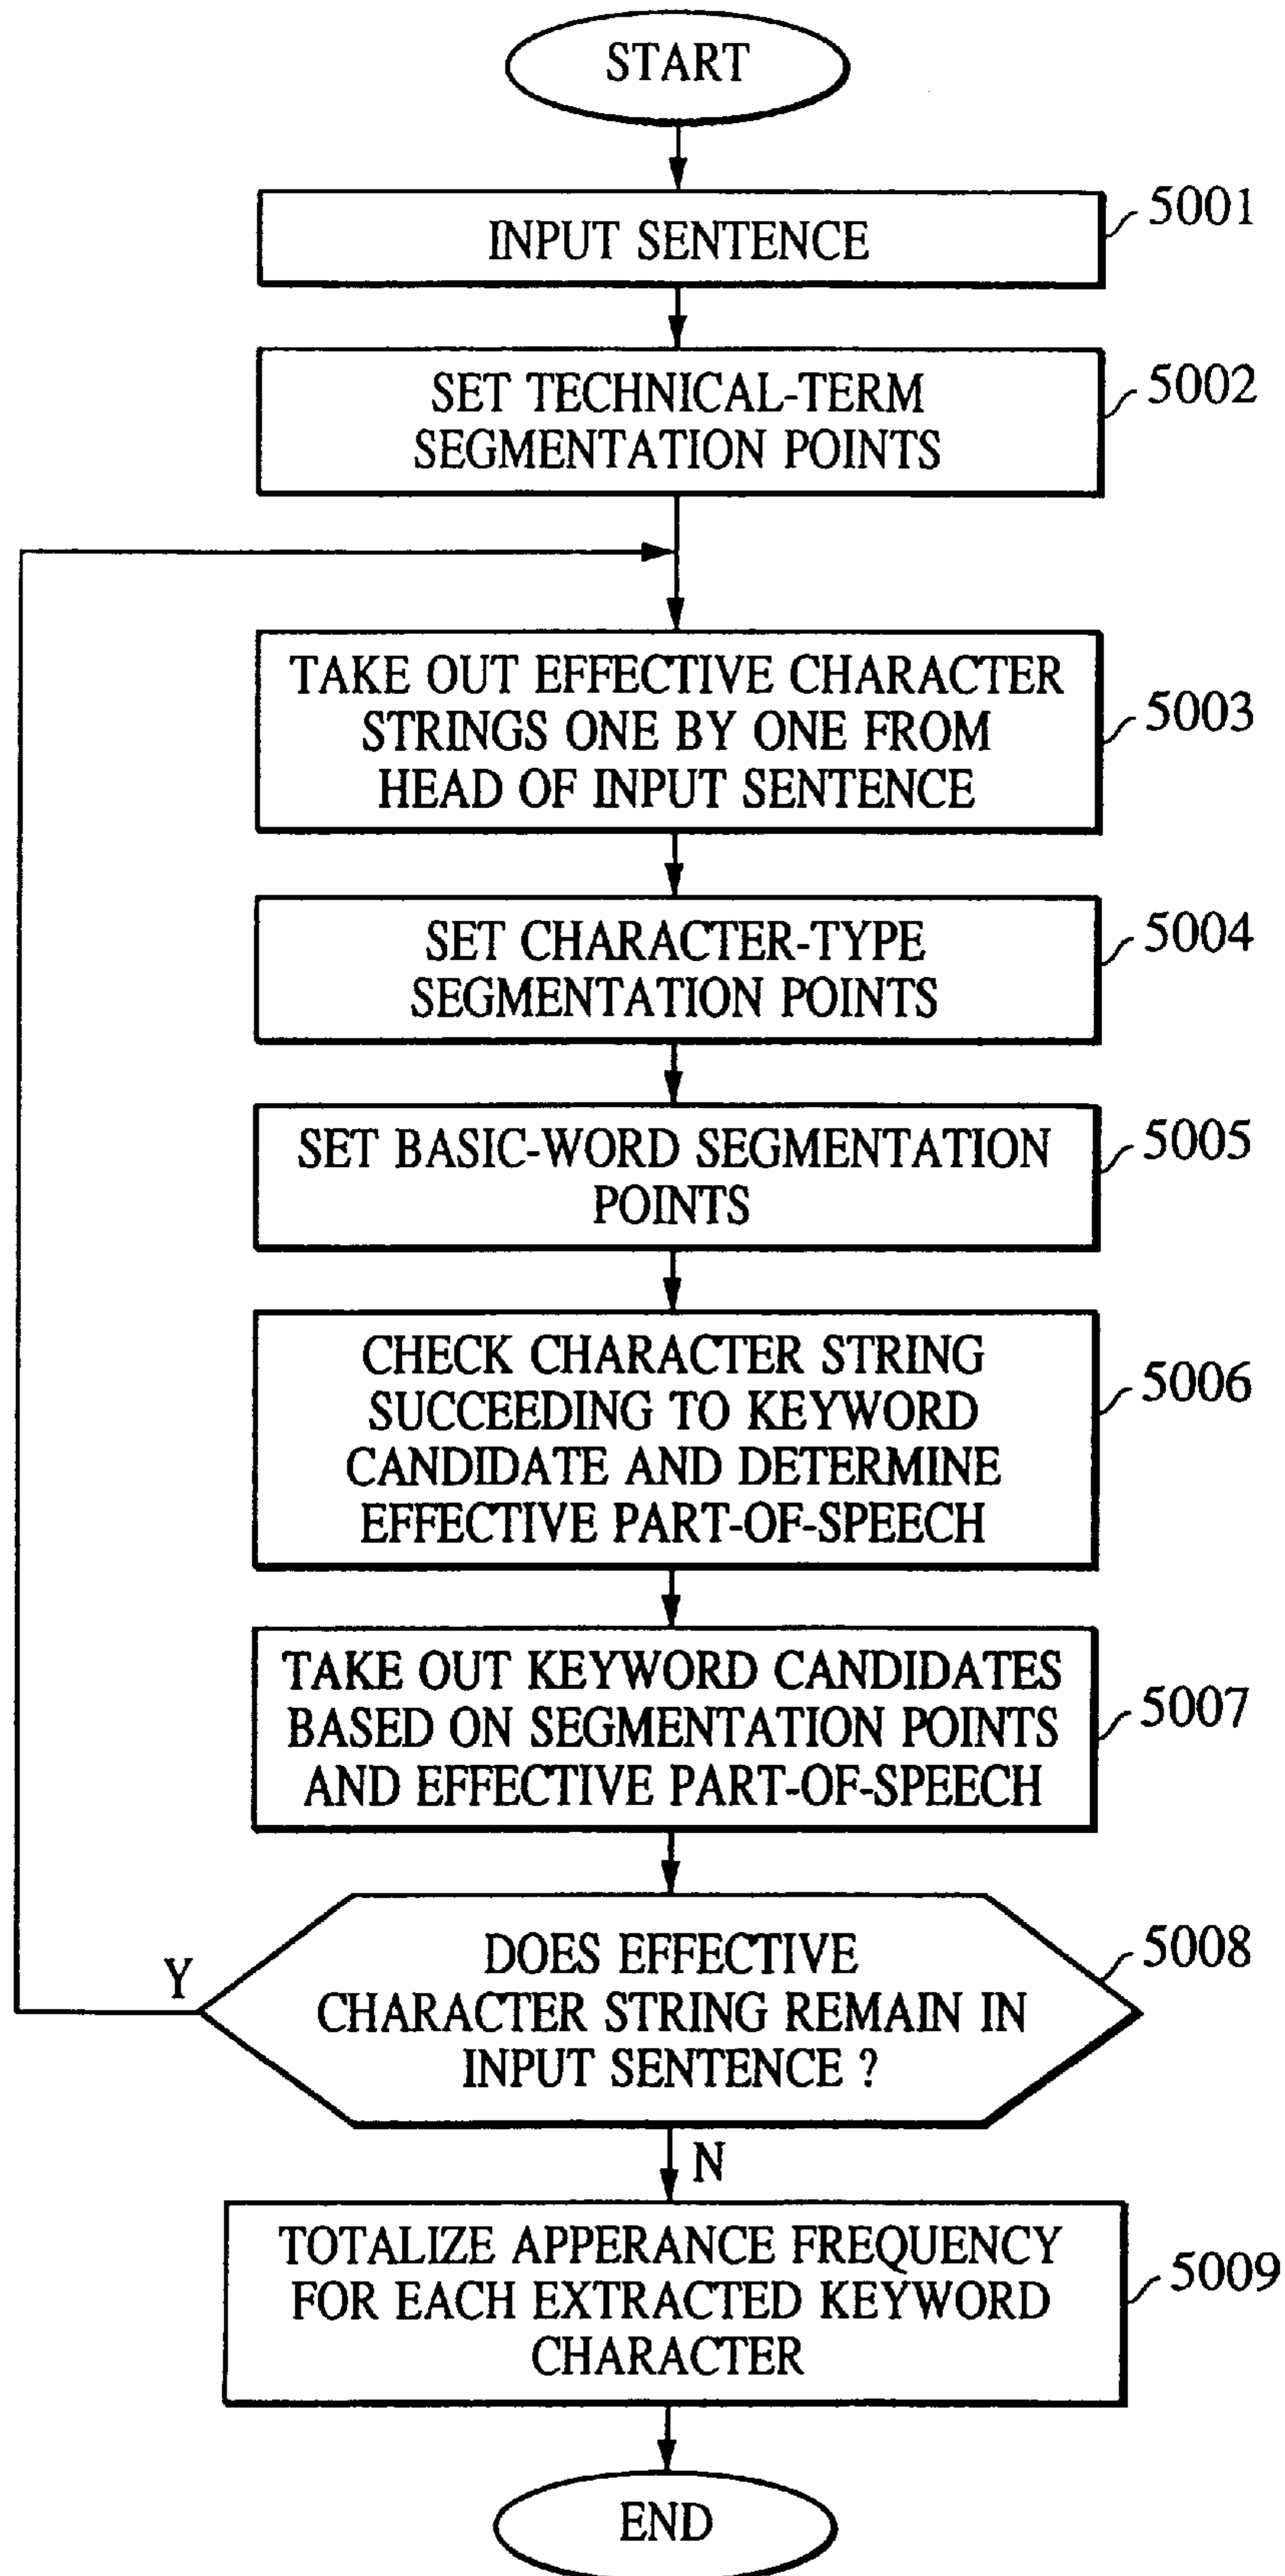 START
INPUT SENTENCE
5001
SET TECHNICAL-TERM
SEGMENTATION POINTS
5002
TAKE OUT EFFECTIVE CHARACTER
STRINGS ONE BY ONE FROM
HEAD OF INPUT SENTENCE
5003
SET CHARACTER-TYPE
SEGMENTATION POINTS
5004
SET BASIC-WORD SEGMENTATION
POINTS
5005
CHECK CHARACTER STRING
SUCCEEDING TO KEYWORD
CANDIDATE AND DETERMINE
EFFECTIVE PART-OF-SPEECH
5006
TAKE OUT KEYWORD CANDIDATES
BASED ON SEGMENTATION POINTS
AND EFFECTIVE PART-OF-SPEECH
5007
DOES EFFECTIVE
CHARACTER STRING REMAIN IN
INPUT SENTENCE ?
5008
Y
N
TOTALIZE APPERANCE FREQUENCY
FOR EACH EXTRACTED KEYWORD
CHARACTER
5009
END